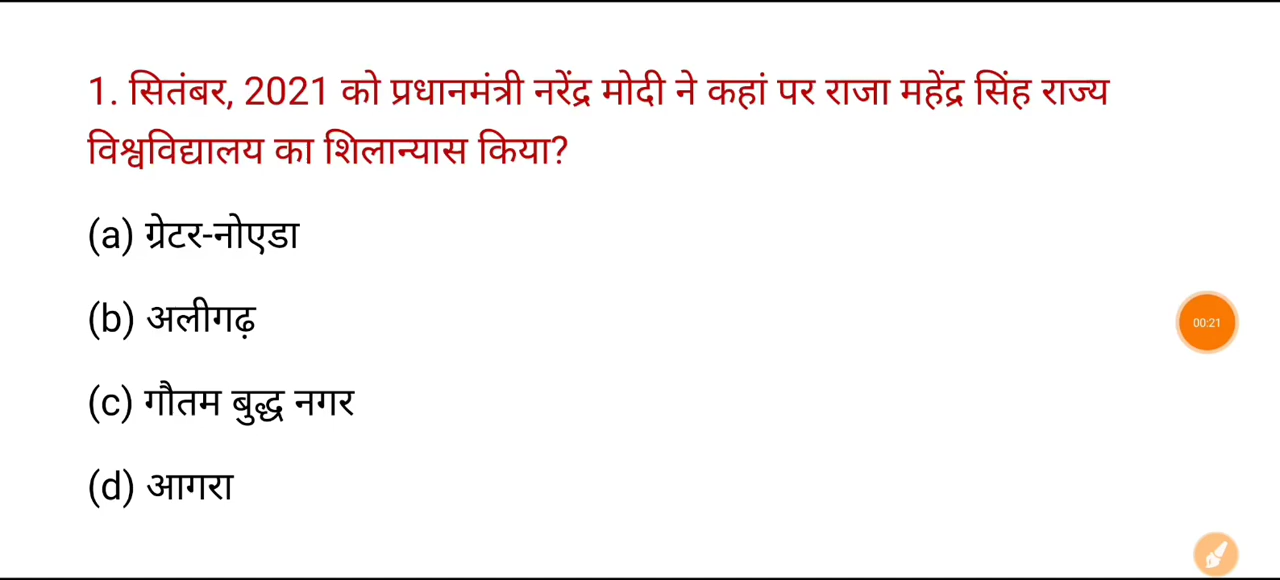 1. सितंबर, 2021 को प्रधानमंत्री नरेंद्र मोदी ने कहां पर राजा महेंद्र सिंह राज्य
विश्वविद्यालय का शिलान्यास किया?
(a) ग्रेटर-नोएडा
(b) अलीगढ़
00:21
(c) गौतम बुद्ध नगर
(d) आगरा